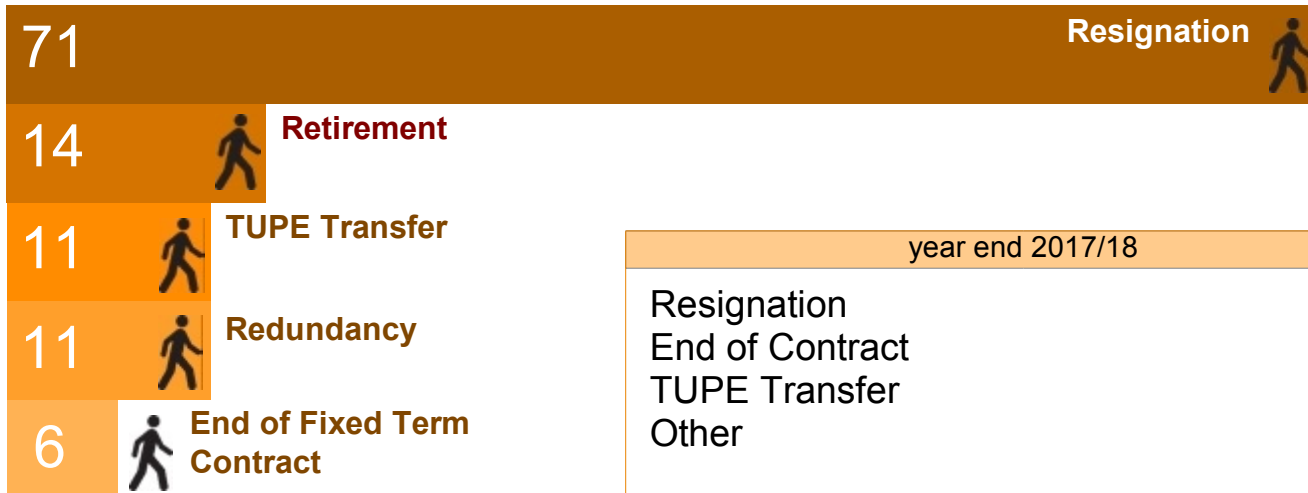 71 Resignation
14 Retirement
11 TUPE Transfer
11 Redundancy
6 End of Fixed Term
Contract
year end 2017/18
Resignation
End of Contract
TUPE Transfer
Other